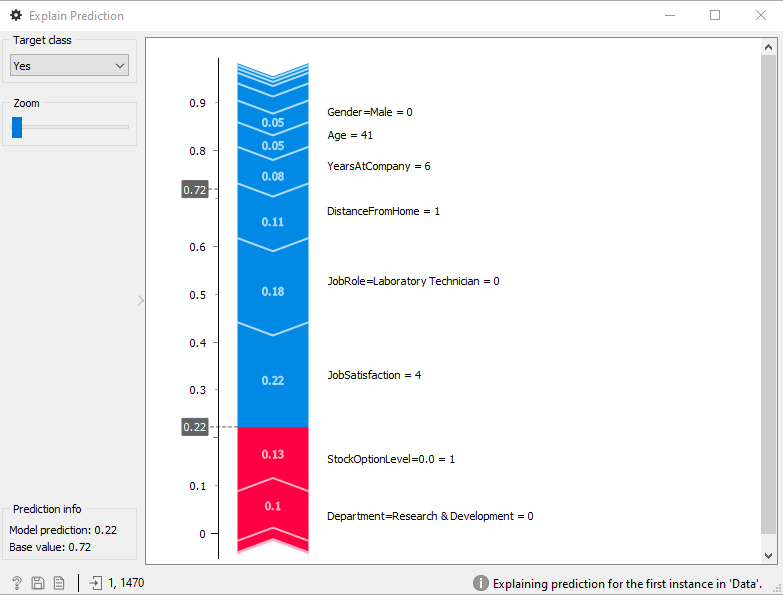 Explain Prediction
Target class
Yes
Zoom
0.9
0.8
0.72
0.6
0.5
0.4
0.3
0.22
0.1
0
0.05
0.05
0.08
0.11
0.18
0.22
0.13
0.1
Gender=Male = 0
Age = 41
YearsAtCompany = 6
DistanceFromHome = 1
JobRole=Laboratory Technician = 0
JobSatisfaction = 4
StockOptionLevel=0.0 = 1
Department=Research & Development = 0
Prediction info
Model prediction: 0.22
Base value: 0.72
? 1, 1470
Explaining prediction for the first instance in 'Data'.